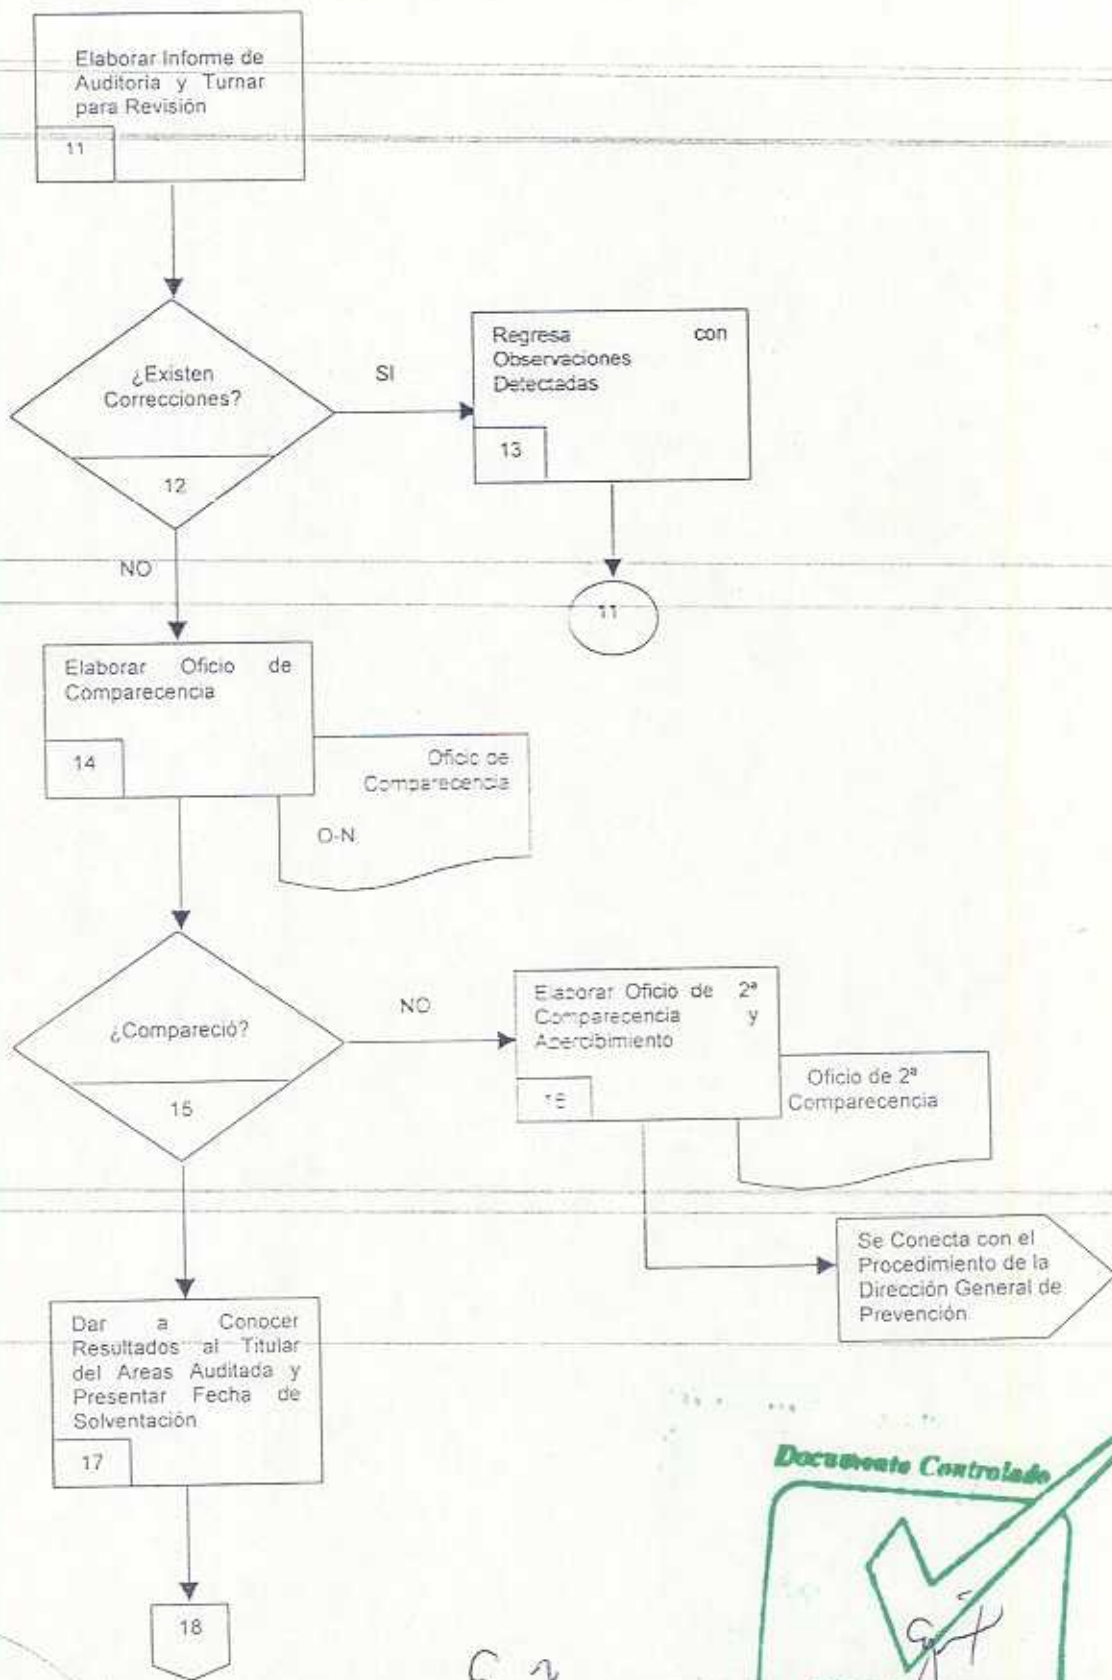 Elaborar Informe de
Auditoria y Turnar
para Revisión
11
¿Existen
Correcciones?
12
SI
Regresa con
Observaciones
Detectadas
13
11
NO
Elaborar Oficio de
Comparecencia
14
Oficio de
Comparecencia
O-N
¿Compareció?
15
NO
Elaborar Oficio de 2ª
Comparecencia y
Apercibimiento
16
Oficio de 2ª
Comparecencia
Se Conecta con el
Procedimiento de la
Dirección General de
Prevención
Dar a Conocer
Resultados al Titular
del Areas Auditada y
Presentar Fecha de
Solventación
17
18
Documento Controlado